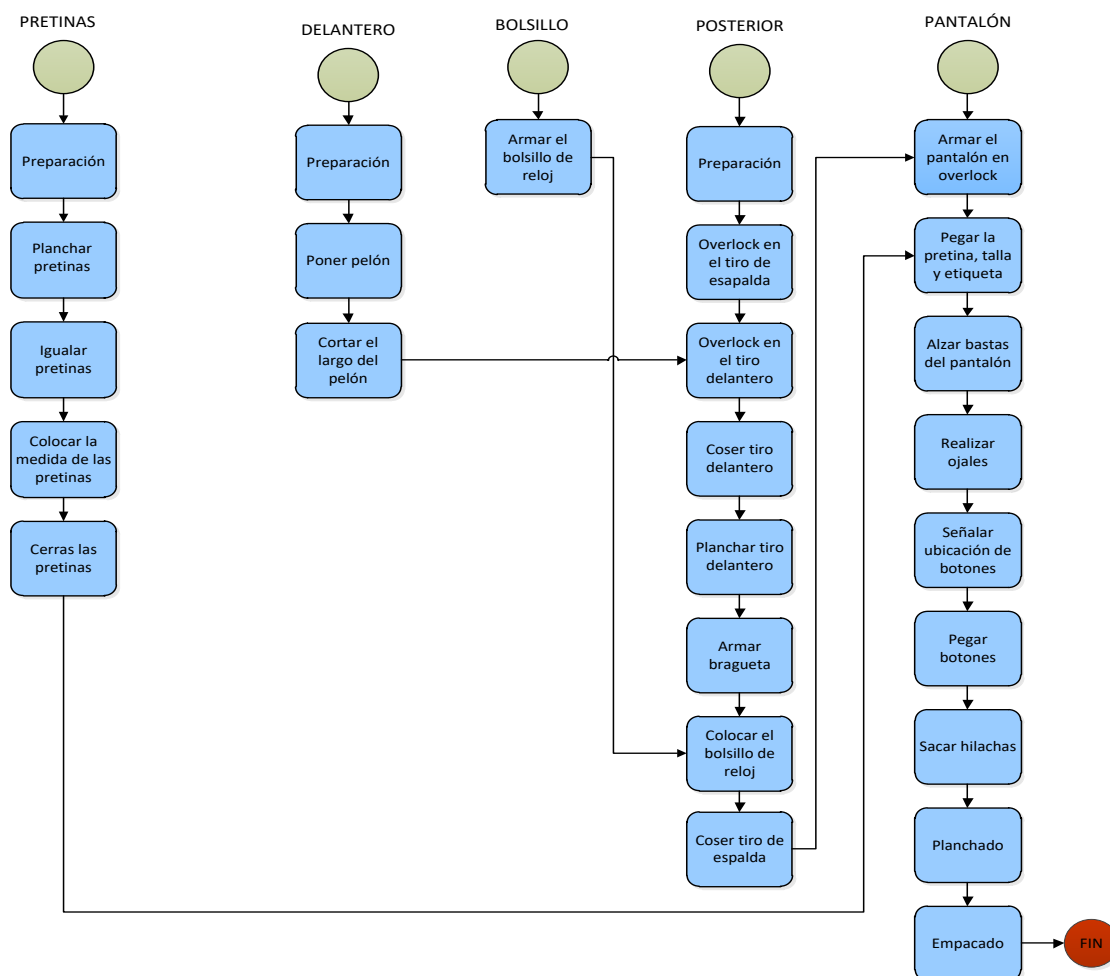 PRETINAS
Preparación
Planchar
pretinas
Igualar
pretinas
Colocar la
medida de las
pretinas
Cerras las
pretinas
DELANTERO
Preparación
Poner pelón
Cortar el
largo del
pelón
BOLSILLO
Armar el
bolsillo de
reloj
POSTERIOR
Preparación
Overlock en
el tiro de
esapalda
Overlock en
el tiro
delantero
Coser tiro
delantero
Planchar tiro
delantero
Armar
bragueta
Colocar el
bolsillo de
reloj
Coser tiro de
espalda
PANTALÓN
Armar el
pantalón en
overlock
Pegar la
pretina, talla
y etiqueta
Alzar bastas
del pantalón
Realizar
ojales
Señalar
ubicación de
botones
Pegar
botones
Sacar hilachas
Planchado
Empacado
FIN